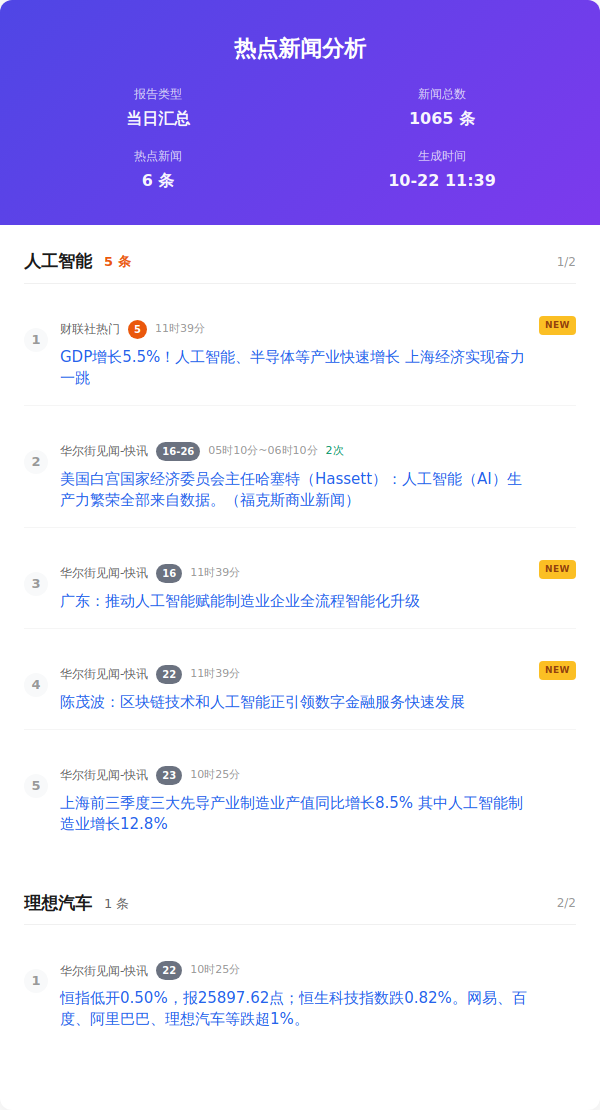 热点新闻分析
报告类型
当日汇总
新闻总数
1065 条
热点新闻
6 条
生成时间
10-22 11:39
人工智能 5 条 1/2
1
财联社热门 5 11时39分 NEW
GDP增长5.5%！人工智能、半导体等产业快速增长 上海经济实现奋力
一跳
2
华尔街见闻-快讯 16-26 05时10分~06时10分 2次
美国白宫国家经济委员会主任哈塞特（Hassett）：人工智能（AI）生
产力繁荣全部来自数据。（福克斯商业新闻）
3
华尔街见闻-快讯 16 11时39分 NEW
广东：推动人工智能赋能制造业企业全流程智能化升级
4
华尔街见闻-快讯 22 11时39分 NEW
陈茂波：区块链技术和人工智能正引领数字金融服务快速发展
5
华尔街见闻-快讯 23 10时25分
上海前三季度三大先导产业制造业产值同比增长8.5% 其中人工智能制
造业增长12.8%
理想汽车 1 条 2/2
1
华尔街见闻-快讯 22 10时25分
恒指低开0.50%，报25897.62点；恒生科技指数跌0.82%。网易、百
度、阿里巴巴、理想汽车等跌超1%。